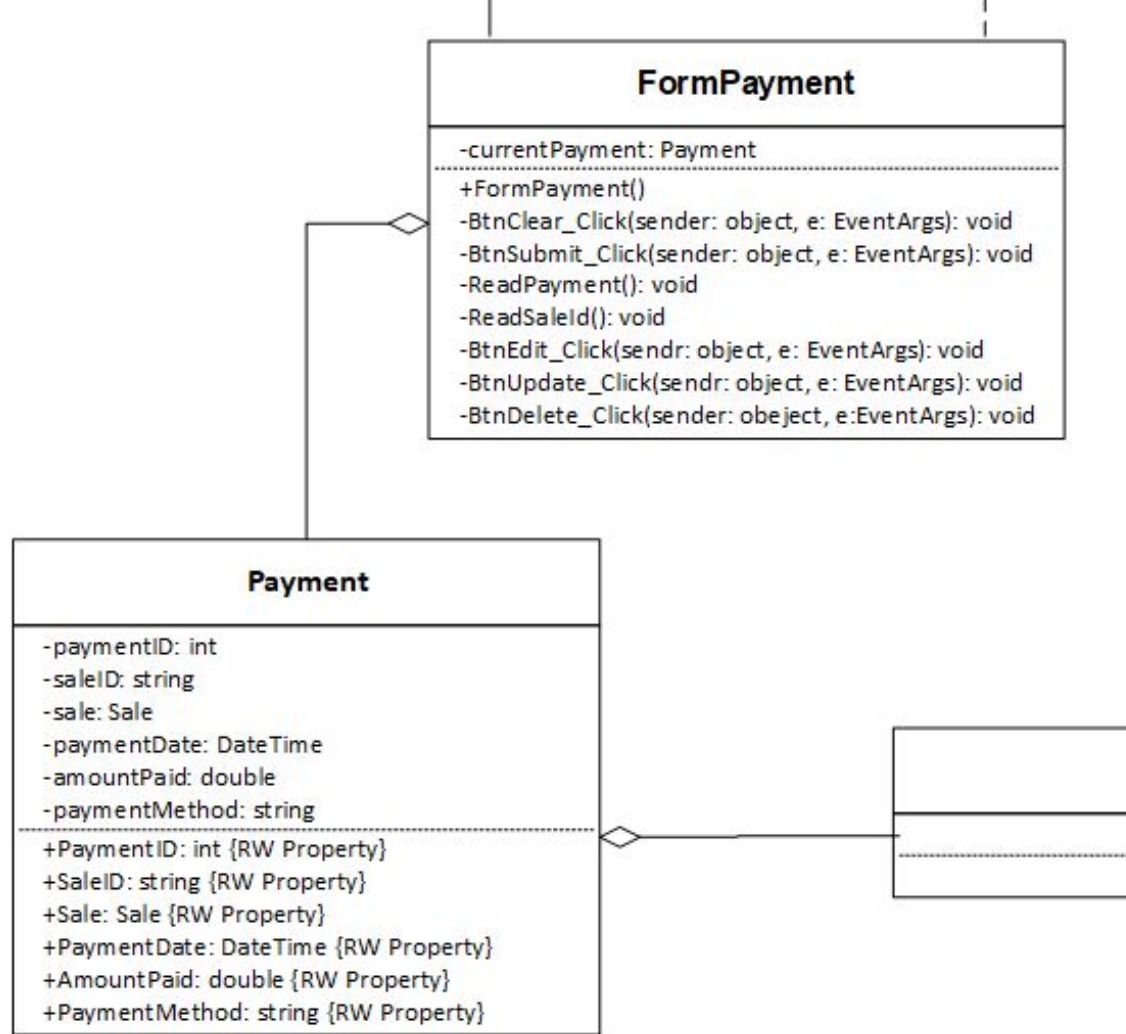 FormPayment
-currentPayment: Payment
+FormPayment()
-BtnClear_Click(sender: object, e: EventArgs): void
-BtnSubmit_Click(sender: object, e: EventArgs): void
-ReadPayment(): void
-ReadSaleId(): void
-BtnEdit_Click(sendr: object, e: EventArgs): void
-BtnUpdate_Click(sendr: object, e: EventArgs): void
-BtnDelete_Click(sender: obeject, e:EventArgs): void
Payment
-paymentID: int
-saleID: string
-sale: Sale
-paymentDate: DateTime
-amountPaid: double
-paymentMethod: string
+PaymentID: int {RW Property}
+SaleID: string {RW Property}
+Sale: Sale {RW Property}
+PaymentDate: DateTime {RW Property}
+AmountPaid: double {RW Property}
+PaymentMethod: string {RW Property}